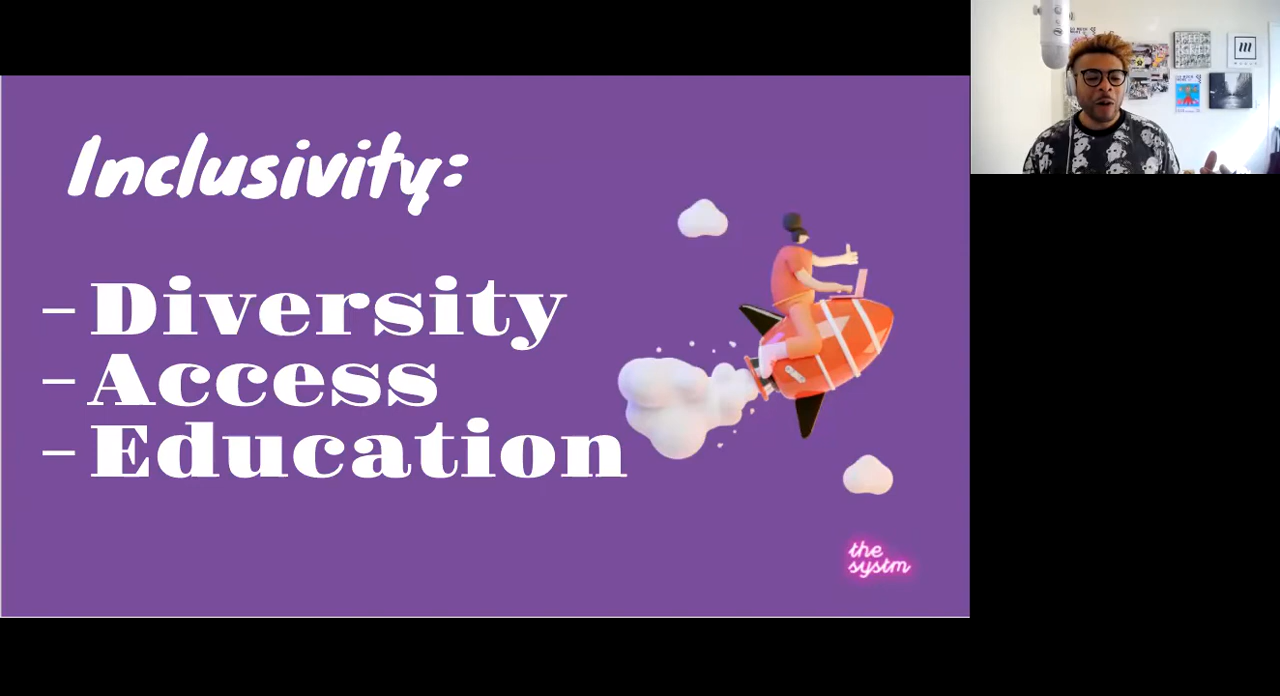 Inclusivity:
- Diversity
- Access
- Education
the
systm